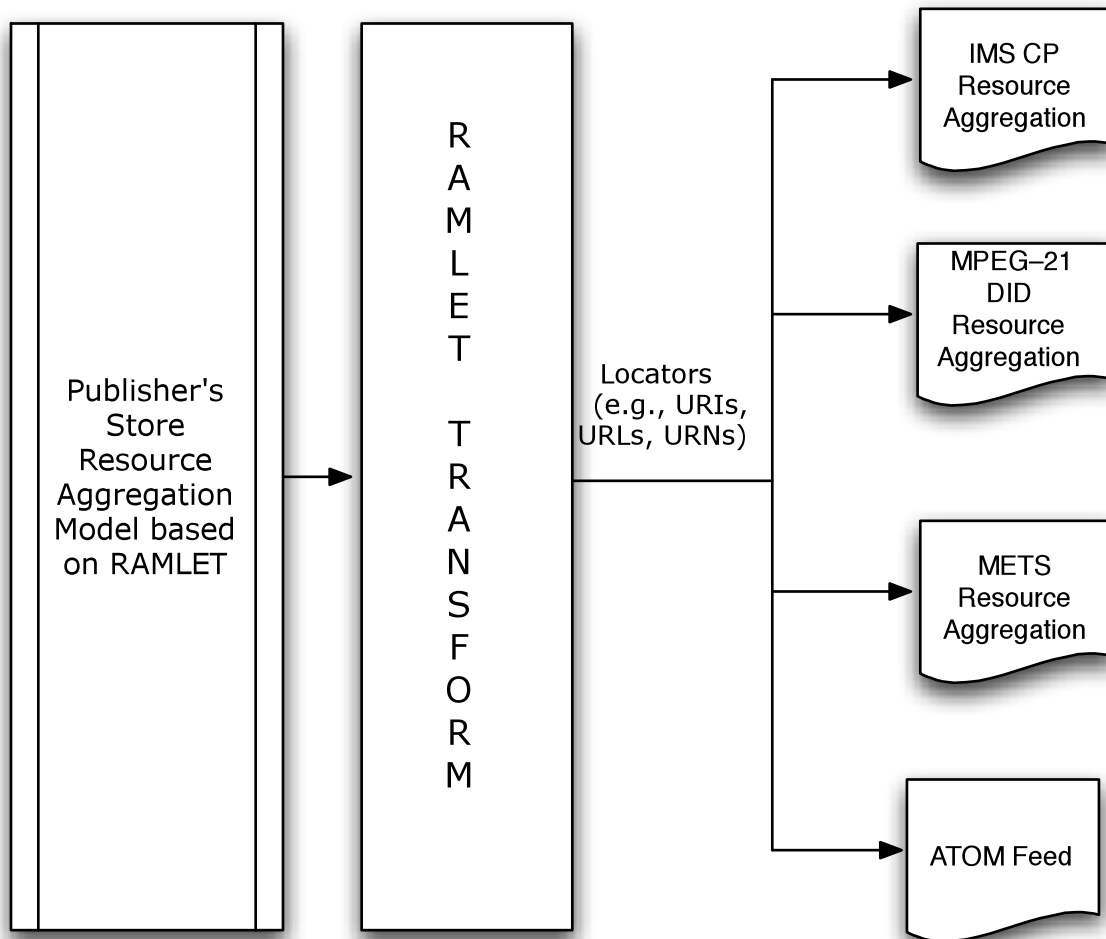 Publisher's
Store
Resource
Aggregation
Model based
on RAMLET
R
A
M
L
E
T
T
R
A
N
S
F
O
R
M
Locators
(e.g., URIs,
URLs, URNs)
IMS CP
Resource
Aggregation
MPEG–21
DID
Resource
Aggregation
METS
Resource
Aggregation
ATOM Feed